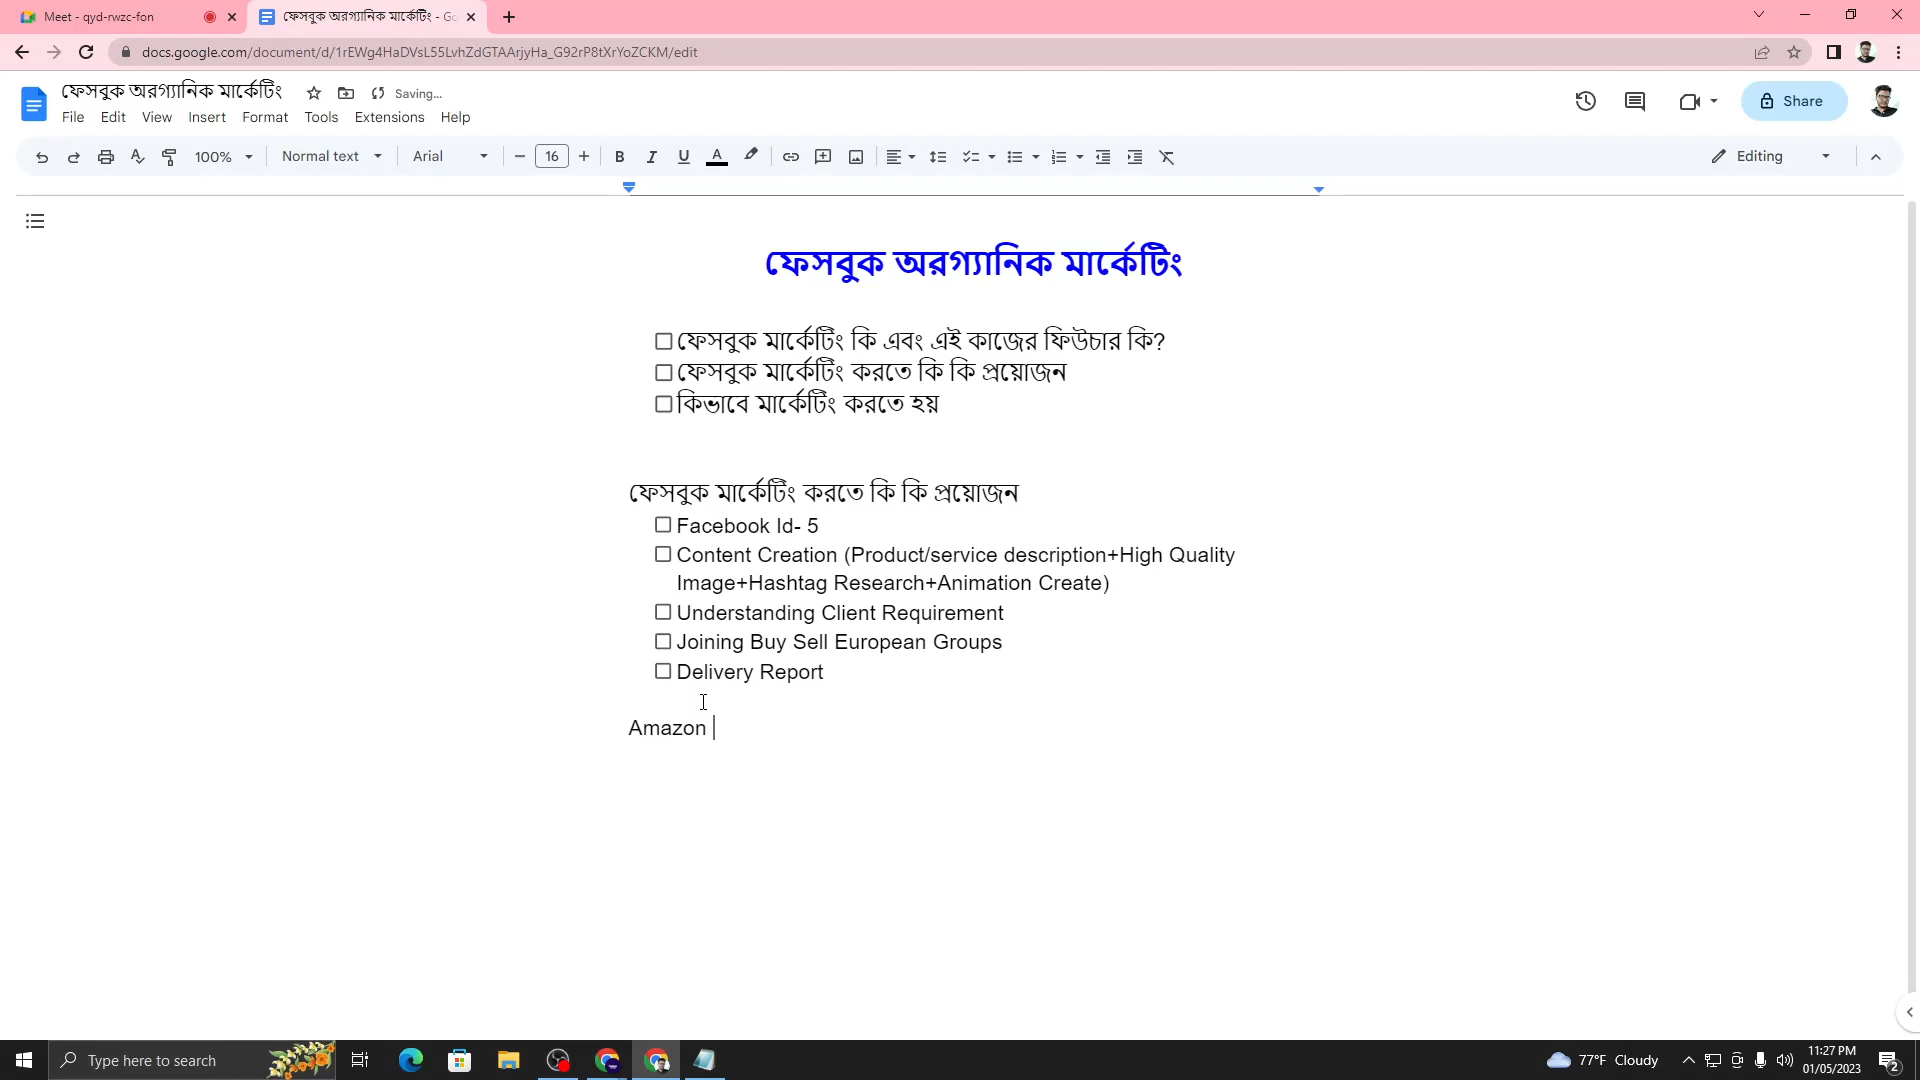 Meet - qyd-rwzc-fon
ফেসবুক অরগ্যানিক মার্কেটিং - Go
docs.google.com/document/d/1rEWg4HaDVsL55LvhZdGTAArjyHa_G92rP8tXrYoZCKM/edit
ফেসবুক অরগ্যানিক মার্কেটিং
Saving...
File Edit View Insert Format Tools Extensions Help
Share
100% Normal text Arial 16 B I U A Editing
ফেসবুক অরগ্যানিক মার্কেটিং
ফেসবুক মার্কেটিং কি এবং এই কাজের ফিউচার কি?
ফেসবুক মার্কেটিং করতে কি কি প্রয়োজন
কিভাবে মার্কেটিং করতে হয়
ফেসবুক মার্কেটিং করতে কি কি প্রয়োজন
Facebook Id- 5
Content Creation (Product/service description+High Quality
Image+Hashtag Research+Animation Create)
Understanding Client Requirement
Joining Buy Sell European Groups
Delivery Report
Amazon
Type here to search
77°F Cloudy
11:27 PM
01/05/2023
2